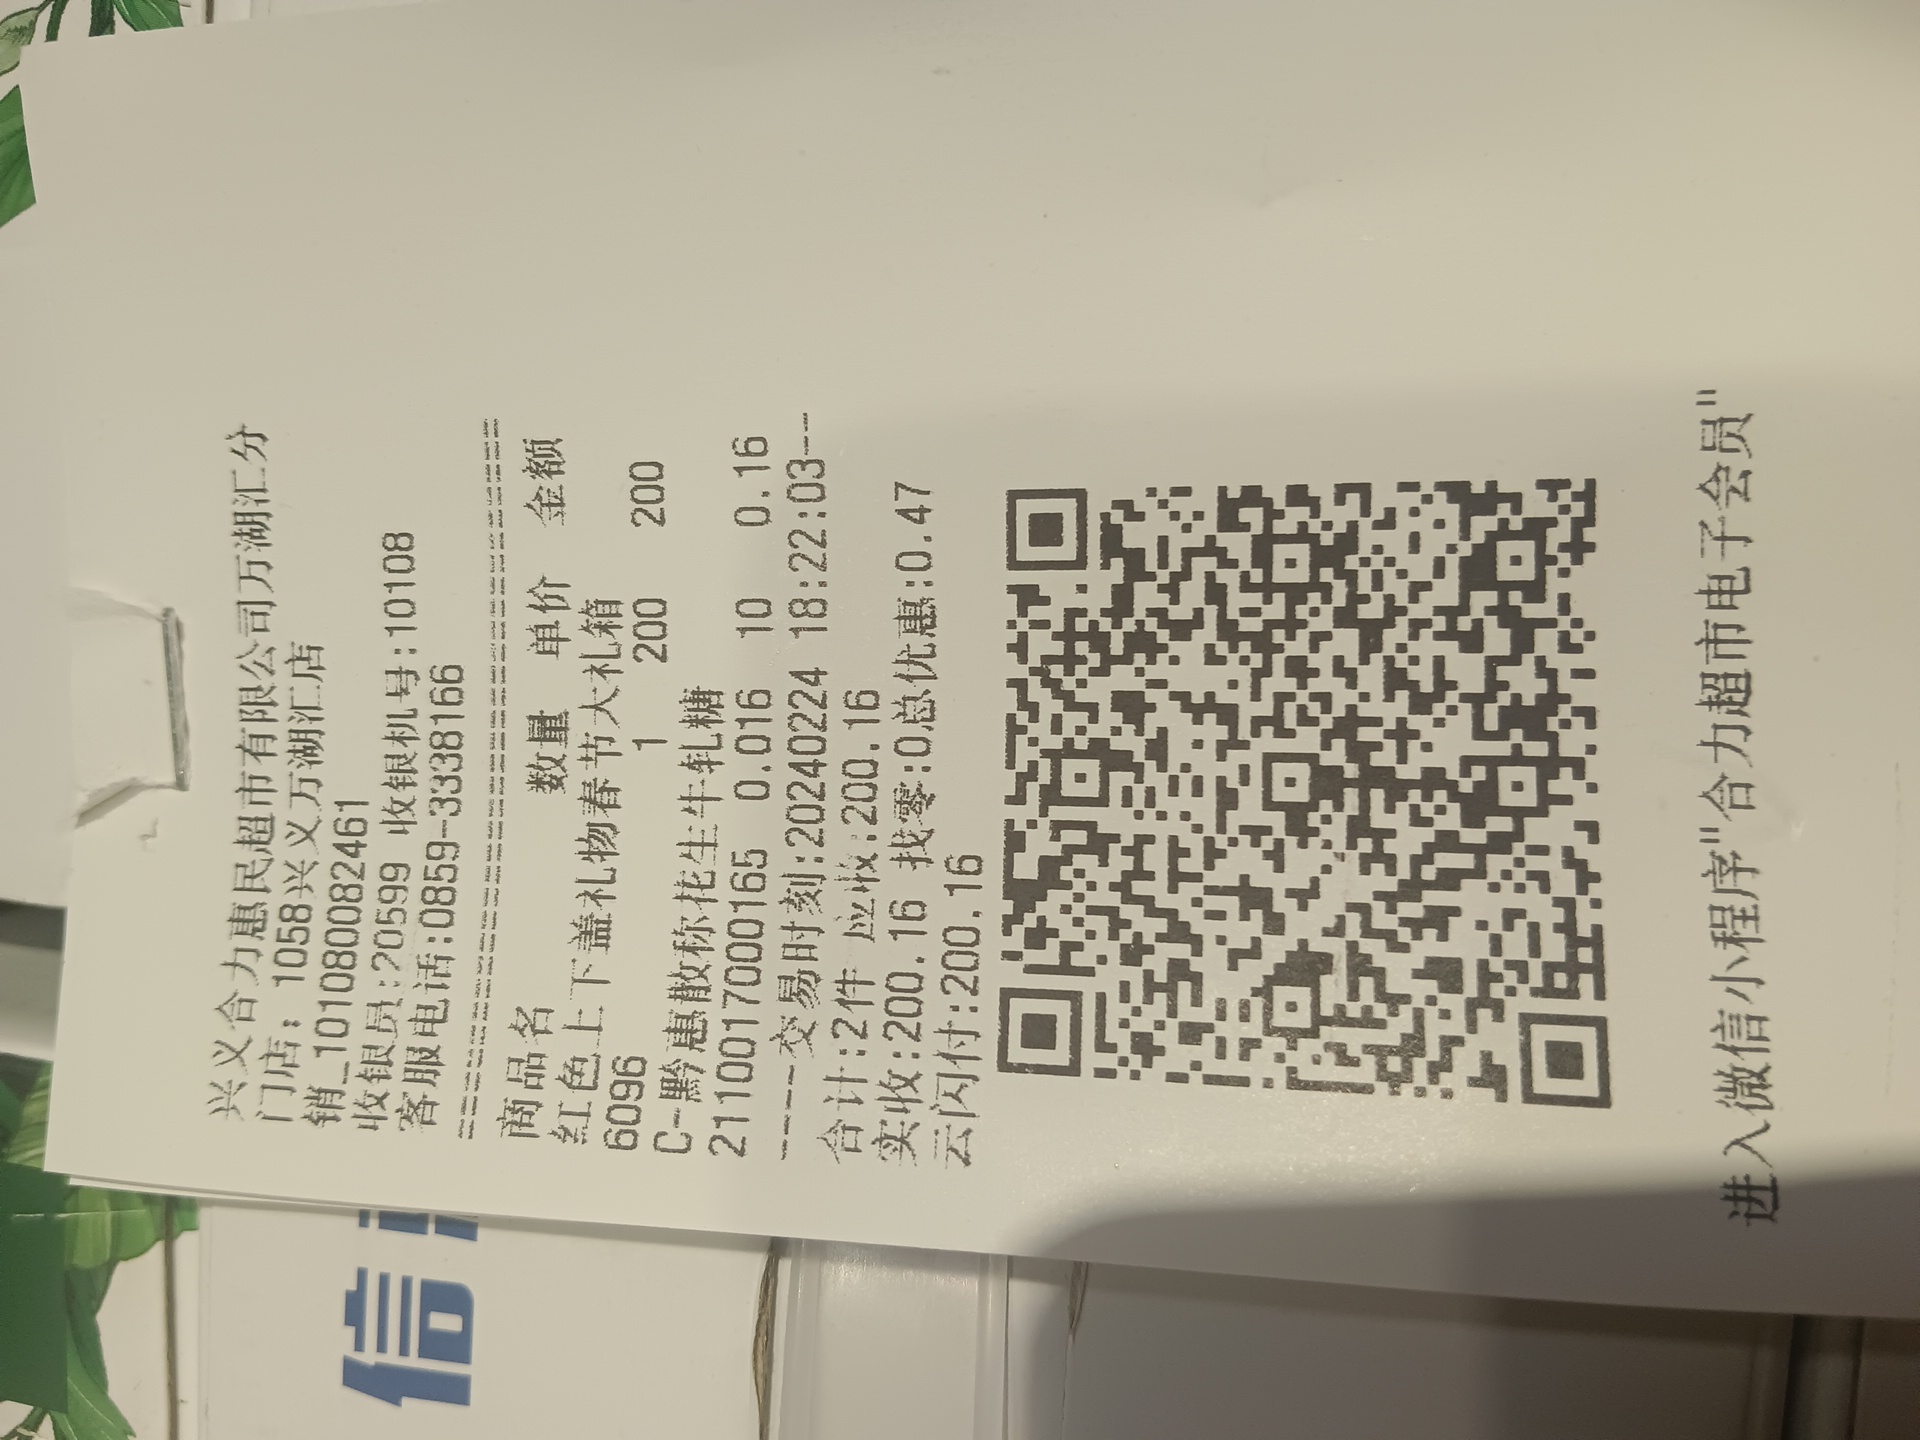 兴义合力惠民超市有限公司万湖汇分
门店: 1058兴义万湖汇店
销_101080082461
收银员:20599 收银机号:10108
客服电话:0859-3338166
商品名 数量 单价 金额
红色上下盖礼物春节大礼箱
6096 1 200 200
C-黔惠散称花生牛轧糖
2110017000165 0.016 10 0.16
----交易时刻:20240224 18:22:03--
合计:2件 应收:200.16
实收:200.16 找零:0总优惠:0.47
云闪付:200.16
进入微信小程序"合力超市电子会员"
信